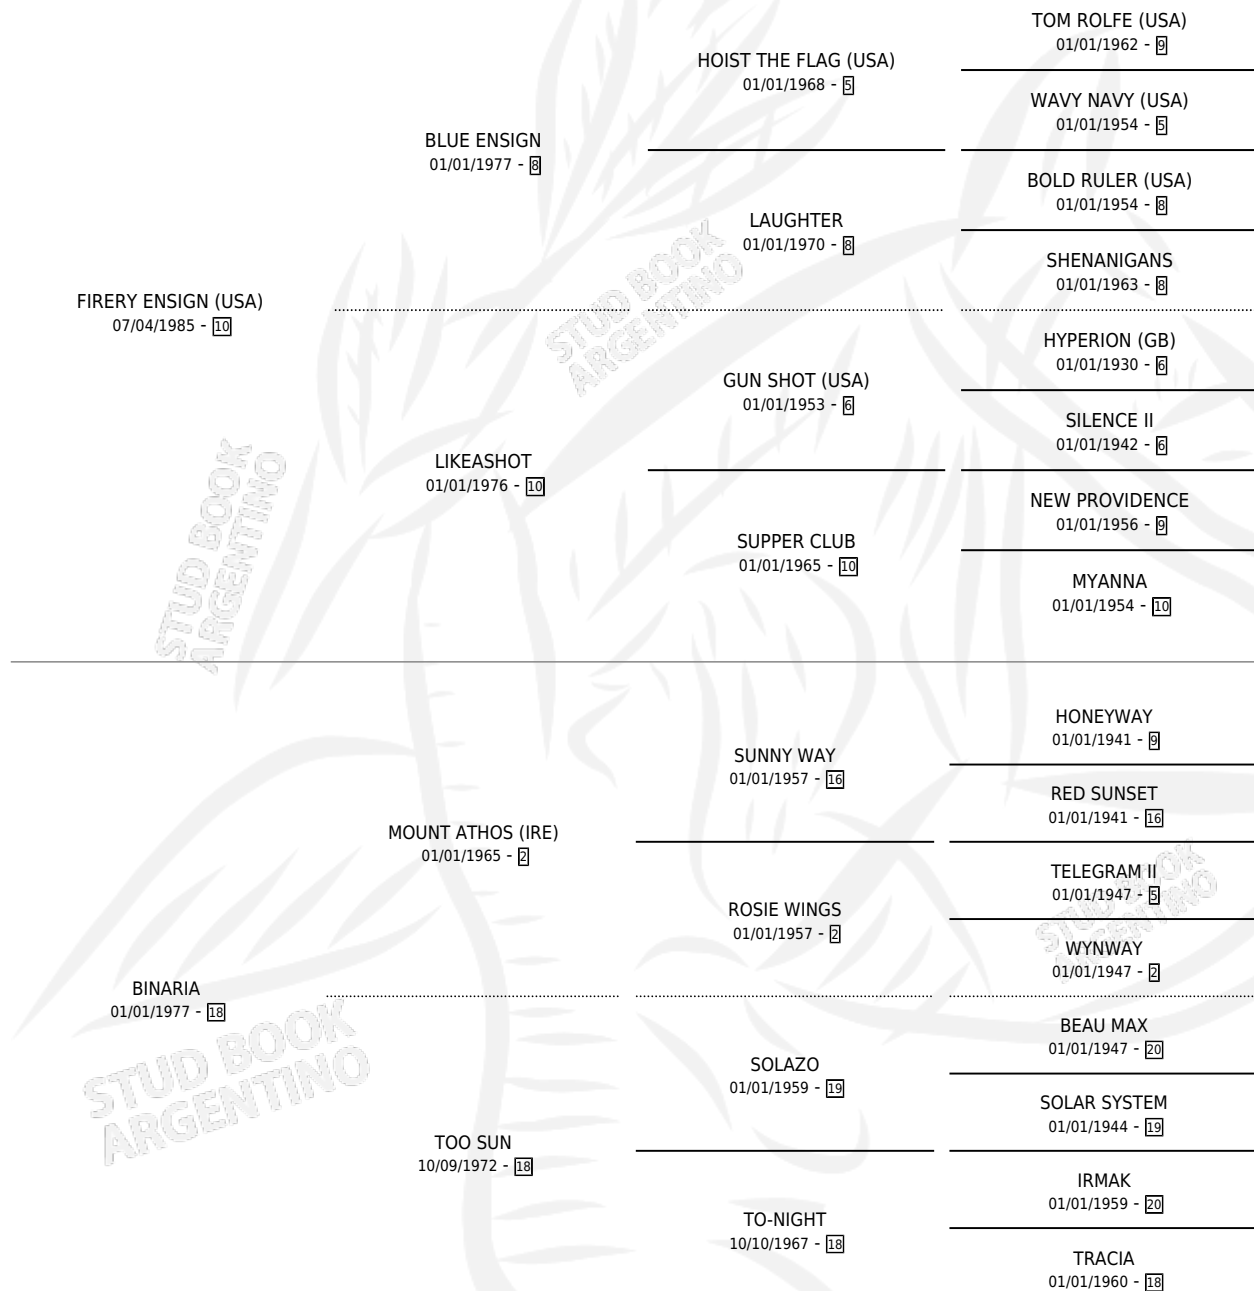 TOM ROLFE (USA)
01/01/1962 - 9
HOIST THE FLAG (USA)
01/01/1968 - 5
WAVY NAVY (USA)
01/01/1954 - 5
BLUE ENSIGN
01/01/1977 - 8
BOLD RULER (USA)
01/01/1954 - 8
LAUGHTER
01/01/1970 - 8
SHENANIGANS
01/01/1963 - 8
FIRERY ENSIGN (USA)
07/04/1985 - 10
HYPERION (GB)
01/01/1930 - 6
GUN SHOT (USA)
01/01/1953 - 6
SILENCE II
01/01/1942 - 6
LIKEASHOT
01/01/1976 - 10
NEW PROVIDENCE
01/01/1956 - 9
SUPPER CLUB
01/01/1965 - 10
MYANNA
01/01/1954 - 10
HONEYWAY
01/01/1941 - 9
SUNNY WAY
01/01/1957 - 16
RED SUNSET
01/01/1941 - 16
MOUNT ATHOS (IRE)
01/01/1965 - 2
TELEGRAM II
01/01/1947 - 5
ROSIE WINGS
01/01/1957 - 2
WYNWAY
01/01/1947 - 2
BINARIA
01/01/1977 - 18
BEAU MAX
01/01/1947 - 20
SOLAZO
01/01/1959 - 19
SOLAR SYSTEM
01/01/1944 - 19
TOO SUN
10/09/1972 - 18
IRMAK
01/01/1959 - 20
TO-NIGHT
10/10/1967 - 18
TRACIA
01/01/1960 - 18
STUD BOOK
ARGENTINO
STUD BOOK
ARGENTINO
STUD BOOK
ARGENTINO
STUD BOOK
ARGENTINO